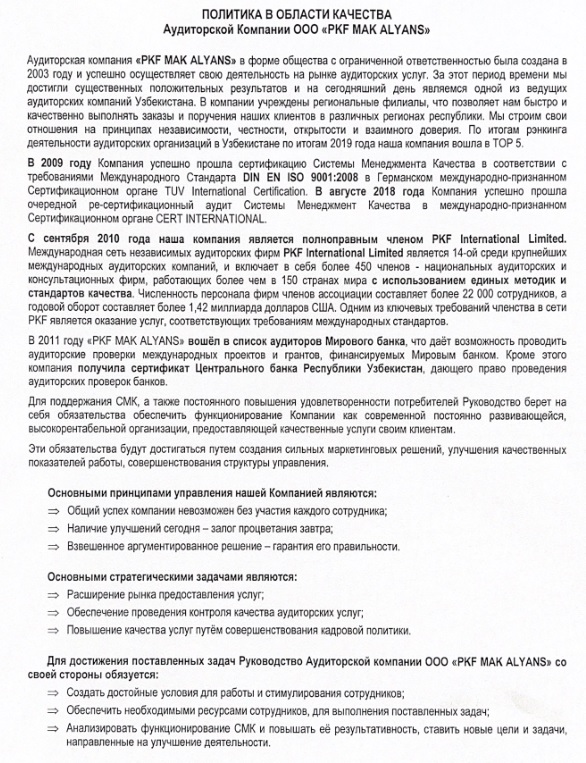 ПОЛИТИКА В ОБЛАСТИ КАЧЕСТВА
Аудиторской Компании ООО «PKF MAK ALYANS»
Аудиторская компания «PKF MAK ALYANS» в форме общества с ограниченной ответственностью была создана в
2003 году и успешно осуществляет свою деятельность на рынке аудиторских услуг. За этот период времени мы
достигли существенных положительных результатов и на сегодняшний день являемся одной из ведущих
аудиторских компаний Узбекистана. В компании учреждены региональные филиалы, что позволяет нам быстро и
качественно выполнять заказы и поручения наших клиентов в различных регионах республики. Мы строим свои
отношения на принципах независимости, честности, открытости и взаимного доверия. По итогам рэнкинга
деятельности аудиторских организаций в Узбекистане по итогам 2019 года наша компания вошла в TOP 5.
В 2009 году Компания успешно прошла сертификацию Системы Менеджмента Качества в соответствии с
требованиями Международного Стандарта DIN EN ISO 9001:2008 в Германском международно-признанном
Сертификационном органе TUV International Certification. В августе 2018 года Компания успешно прошла
очередной ре-сертификационный аудит Системы Менеджмент Качества в международно-признанном
Сертификационном органе CERT INTERNATIONAL.
С сентября 2010 года наша компания является полноправным членом PKF International Limited.
Международная сеть независимых аудиторских фирм PKF International Limited является 14-ой среди крупнейших
международных аудиторских компаний, и включает в себя более 450 членов - национальных аудиторских и
консультационных фирм, работающих более чем в 150 странах мира с использованием единых методик и
стандартов качества. Численность персонала фирм членов ассоциации составляет более 22 000 сотрудников, а
годовой оборот составляет более 1,42 миллиарда долларов США. Одним из ключевых требований членства в сети
PKF является оказание услуг, соответствующих требованиям международных стандартов.
В 2011 году «PKF MAK ALYANS» вошёл в список аудиторов Мирового банка, что даёт возможность проводить
аудиторские проверки международных проектов и грантов, финансируемых Мировым банком. Кроме этого
компания получила сертификат Центрального банка Республики Узбекистан, дающего право проведения
аудиторских проверок банков.
Для поддержания СМК, а также постоянного повышения удовлетворенности потребителей Руководство берет на
себя обязательства обеспечить функционирование Компании как современной постоянно развивающейся,
высокорентабельной организации, предоставляющей качественные услуги своим клиентам.
Эти обязательства будут достигаться путем создания сильных маркетинговых решений, улучшения качественных
показателей работы, совершенствования структуры управления.
Основными принципами управления нашей Компанией являются:
⇒ Общий успех компании невозможен без участия каждого сотрудника;
⇒ Наличие улучшений сегодня – залог процветания завтра;
⇒ Взвешенное аргументированное решение – гарантия его правильности.
Основными стратегическими задачами являются:
⇒ Расширение рынка предоставления услуг;
⇒ Обеспечение проведения контроля качества аудиторских услуг;
⇒ Повышение качества услуг путём совершенствования кадровой политики.
Для достижения поставленных задач Руководство Аудиторской компании ООО «PKF MAK ALYANS» со
своей стороны обязуется:
⇒ Создать достойные условия для работы и стимулирования сотрудников;
⇒ Обеспечить необходимыми ресурсами сотрудников, для выполнения поставленных задач;
⇒ Анализировать функционирование СМК и повышать её результативность, ставить новые цели и задачи,
направленные на улучшение деятельности.